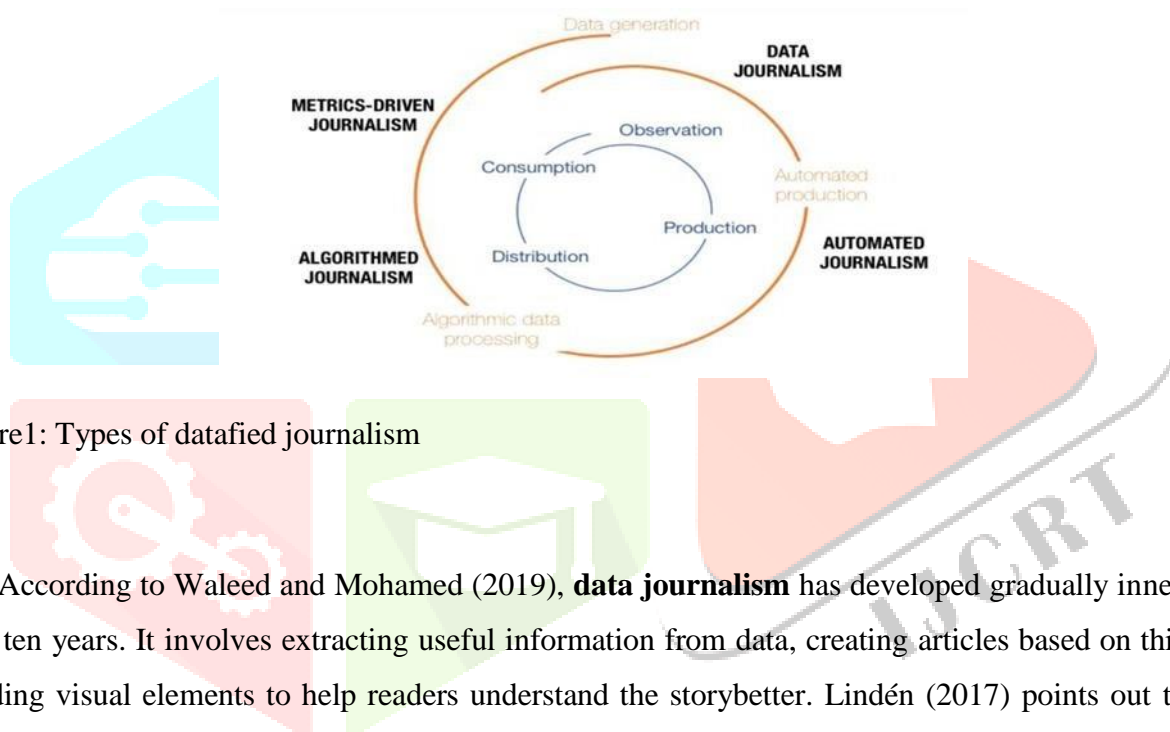 Data generation
DATA
JOURNALISM
METRICS-DRIVEN
JOURNALISM
Observation
Consumption
Automated
production
Production
ALGORITHMED
JOURNALISM
Distribution
AUTOMATED
JOURNALISM
Algorithmic data
processing
re1: Types of datafied journalism
IJCRT
According to Waleed and Mohamed (2019), data journalism has developed gradually inne
ten years. It involves extracting useful information from data, creating articles based on thi
ding visual elements to help readers understand the storybetter. Lindén (2017) points out t